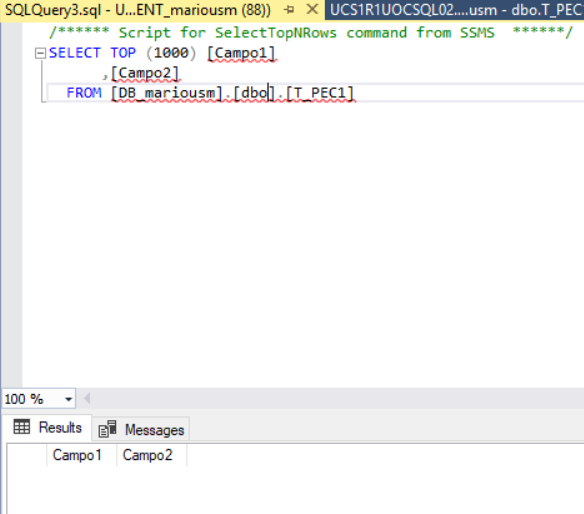 SQLQuery3.sql - U...ENT_mariousm (88))
UCS1R1UOCSQL02....usm - dbo.T_PEC1
/****** Script for SelectTopNRows command from SSMS  ******/
SELECT TOP (1000) [Campo1]
,[Campo2]
FROM [DB_mariousm].[dbo].[T_PEC1]
100 %
Results Messages
Campo1 Campo2